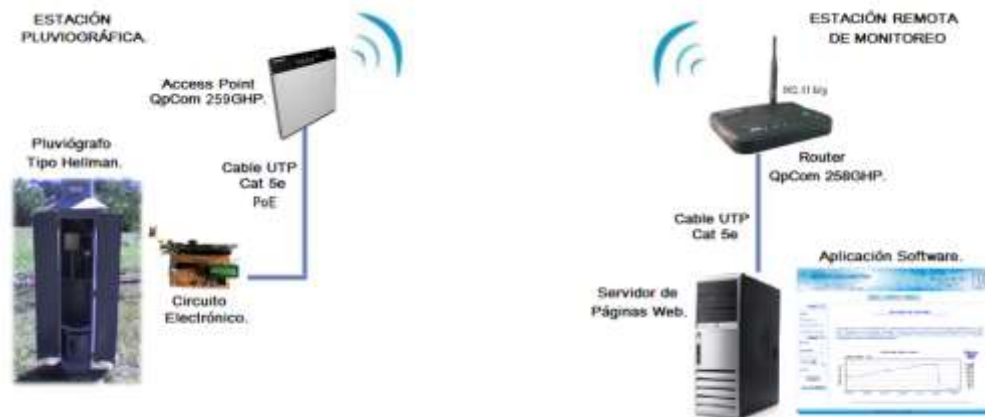 ESTACIÓN
PLUVIOGRÁFICA.
Access Point
QpCom 259GHP.
Pluviógrafo
Tipo Hellman.
Cable UTP
Cat 5e
PoE
Circuito
Electrónico.
ESTACIÓN REMOTA
DE MONITOREO
802.11 b/g
Router
QpCom 258GHP.
Cable UTP
Cat 5e
Servidor de
Páginas Web.
Aplicación Software.